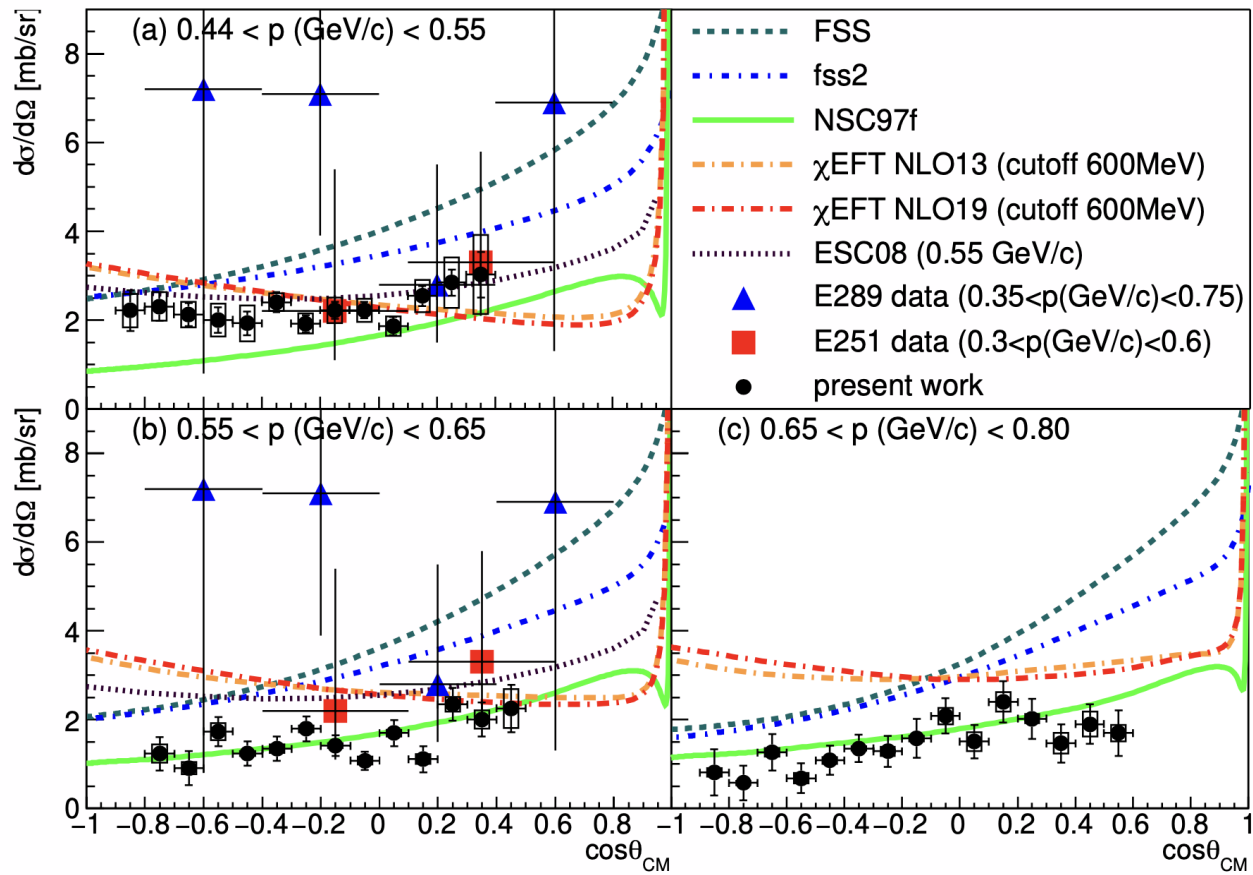 (a) 0.44 < p (GeV/c) < 0.55
dσ/dΩ [mb/sr]
8
6
4
2
0
FSS
fss2
NSC97f
χEFT NLO13 (cutoff 600MeV)
χEFT NLO19 (cutoff 600MeV)
ESC08 (0.55 GeV/c)
E289 data (0.35<p(GeV/c)<0.75)
E251 data (0.3<p(GeV/c)<0.6)
present work
(b) 0.55 < p (GeV/c) < 0.65
dσ/dΩ [mb/sr]
8
6
4
2
0
−1 −0.8 −0.6 −0.4 −0.2 0 0.2 0.4 0.6 0.8
cosθCM
(c) 0.65 < p (GeV/c) < 0.80
−1 −0.8 −0.6 −0.4 −0.2 0 0.2 0.4 0.6 0.8 1
cosθCM